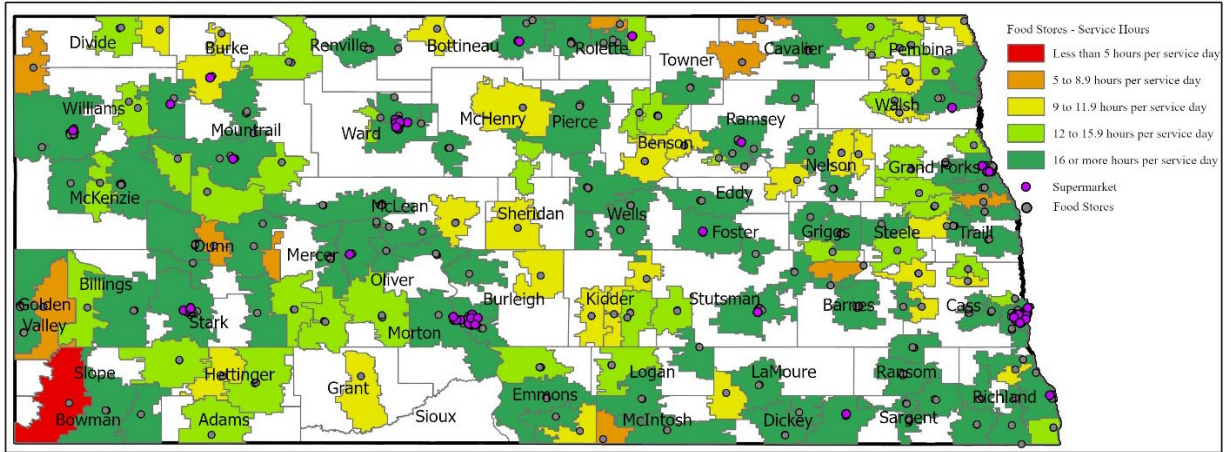 Food Stores - Service Hours
Less than 5 hours per service day
5 to 8.9 hours per service day
9 to 11.9 hours per service day
12 to 15.9 hours per service day
16 or more hours per service day
Supermarket
Food Stores
Divide
Burke
Renville
Bottineau
Rolette
Towner
Cavalier
Pembina
Williams
Mountrail
Ward
McHenry
Pierce
Benson
Ramsey
Walsh
Nelson
Grand Forks
McKenzie
Dunn
McLean
Mercer
Sheridan
Wells
Eddy
Foster
Griggs
Steele
Traill
Golden
Valley
Billings
Stark
Oliver
Morton
Burleigh
Kidder
Stutsman
Barnes
Cass
Slope
Bowman
Hettinger
Adams
Grant
Sioux
Emmons
Logan
McIntosh
LaMoure
Dickey
Ransom
Sargent
Richland